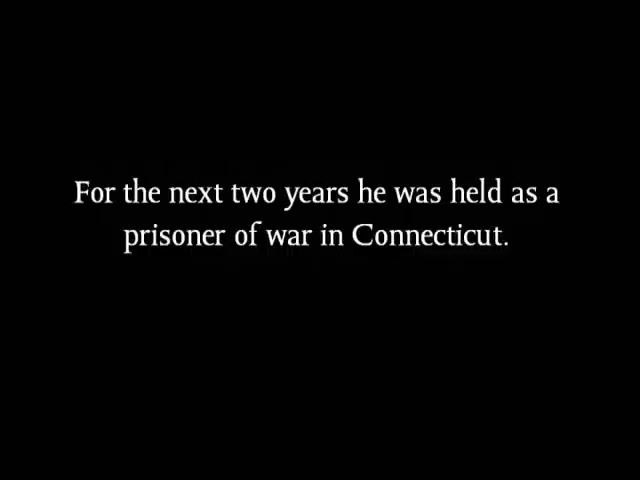 For the next two years he was held as a
prisoner of war in Connecticut.